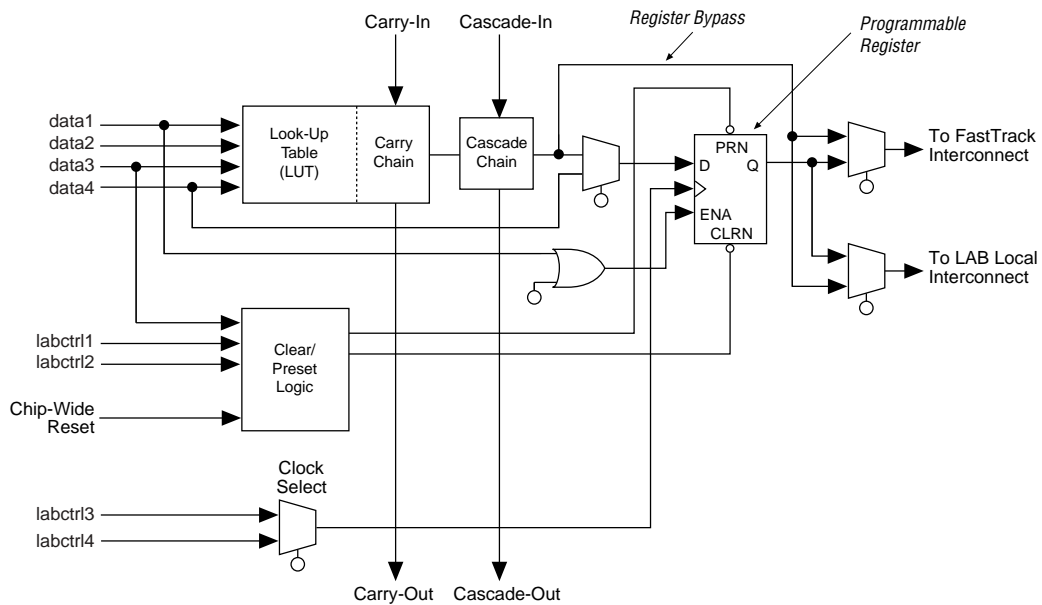 Carry-In
Cascade-In
Register Bypass
Programmable
Register
data1
data2
data3
data4
Look-Up
Table
(LUT)
Carry
Chain
Cascade
Chain
PRN
D
Q
ENA
CLRN
To FastTrack
Interconnect
To LAB Local
Interconnect
labctrl1
labctrl2
Clear/
Preset
Logic
Chip-Wide
Reset
Clock
Select
labctrl3
labctrl4
Carry-Out
Cascade-Out